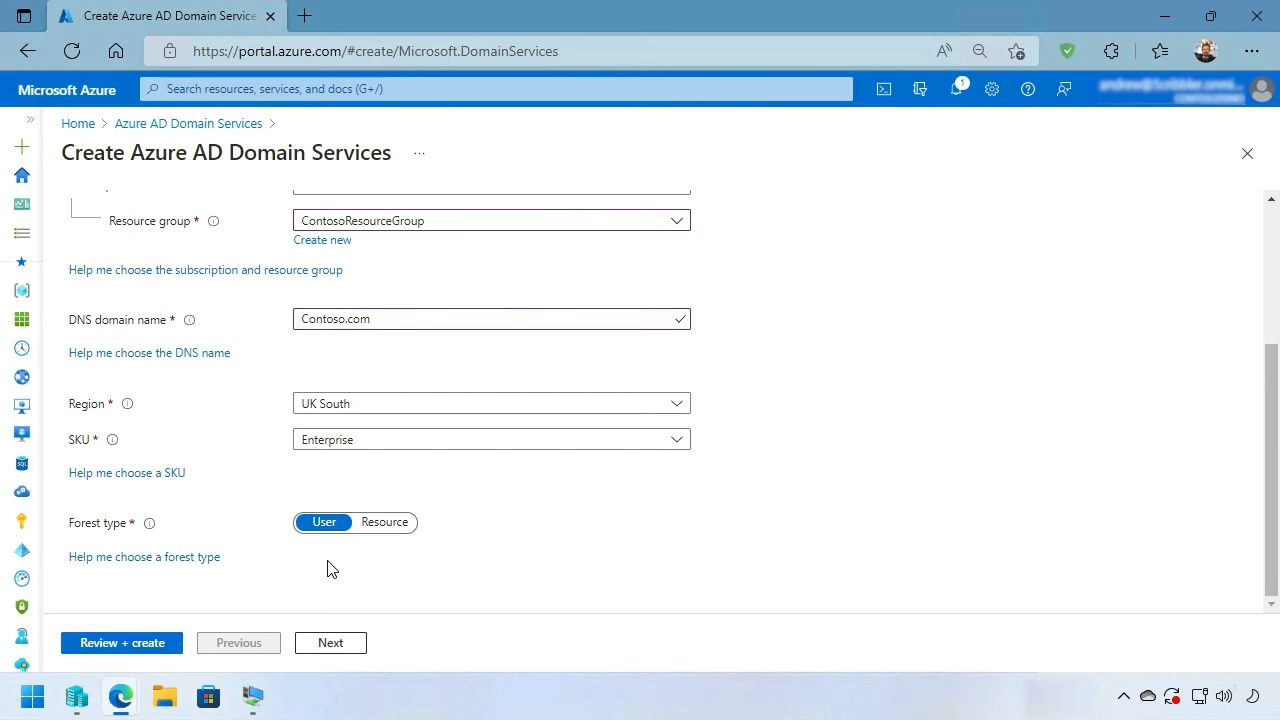 Create Azure AD Domain Service
https://portal.azure.com/#create/Microsoft.DomainServices
Microsoft Azure
Search resources, services, and docs (G+/)
1
Home > Azure AD Domain Services >
Create Azure AD Domain Services ...
Resource group *
ContosoResourceGroup
Create new
Help me choose the subscription and resource group
DNS domain name *
Contoso.com
Help me choose the DNS name
Region *
UK South
SKU *
Enterprise
Help me choose a SKU
Forest type *
User Resource
Help me choose a forest type
Review + create
Previous
Next